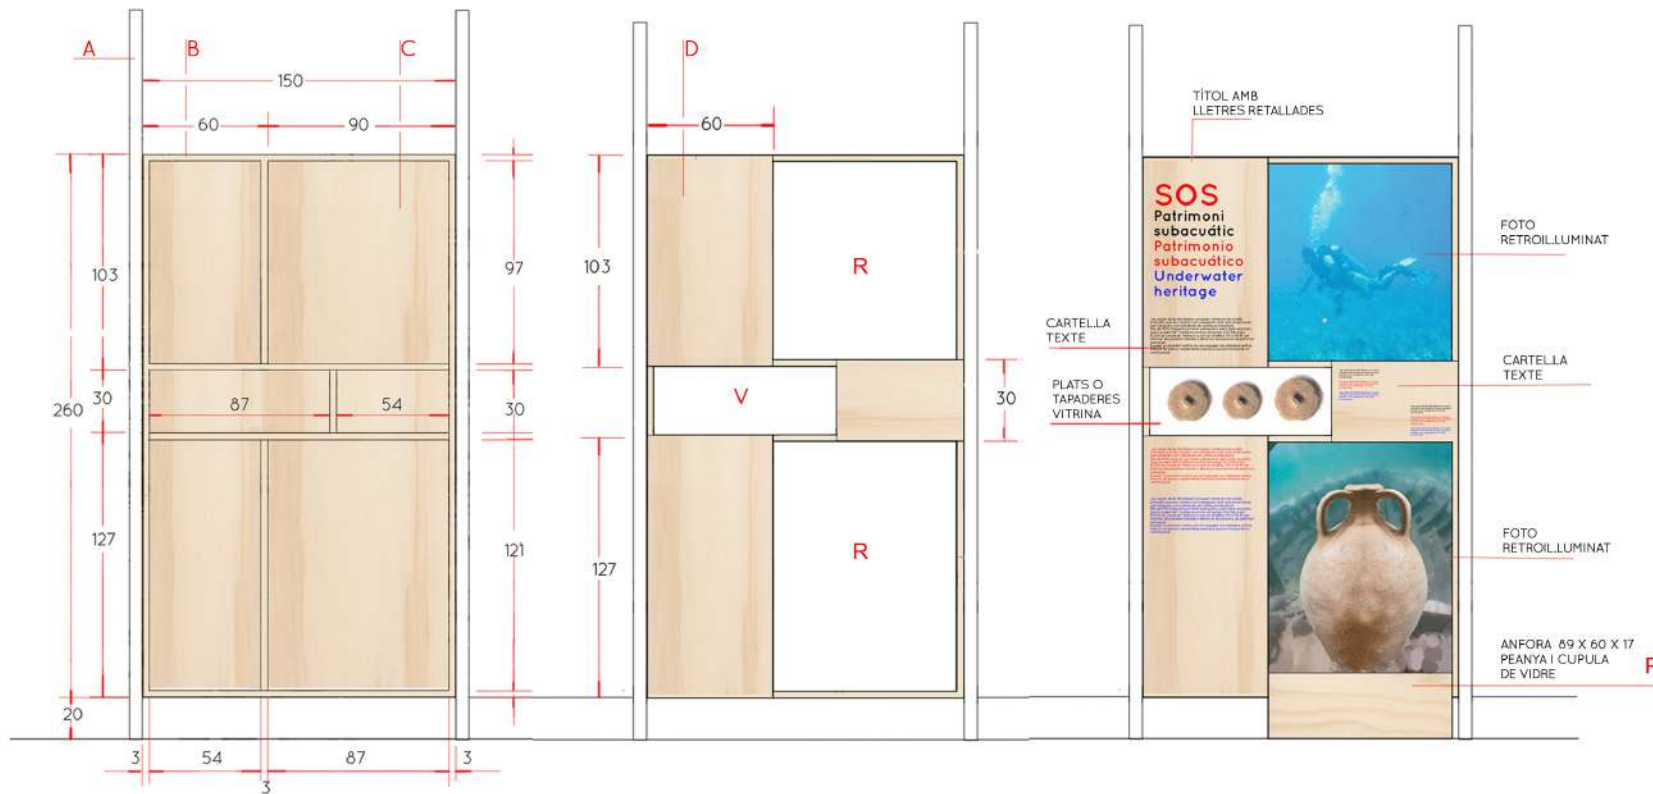 A
B
C
150
60
90
103
97
30
87
54
30
260
127
121
20
3
54
87
3
3
D
60
103
R
V
30
R
127
TÍTOL AMB
LLETRES RETALLADES
SOS
Patrimoni
subacuátic
Patrimonio
subacuático
Underwater
heritage
FOTO
RETROIL.LUMINAT
CARTEL.LA
TEXTE
CARTEL.LA
TEXTE
PLATS O
TAPADERES
VITRINA
FOTO
RETROIL.LUMINAT
ANFORA 89 X 60 X 17
PEANYA I CUPULA
DE VIDRE